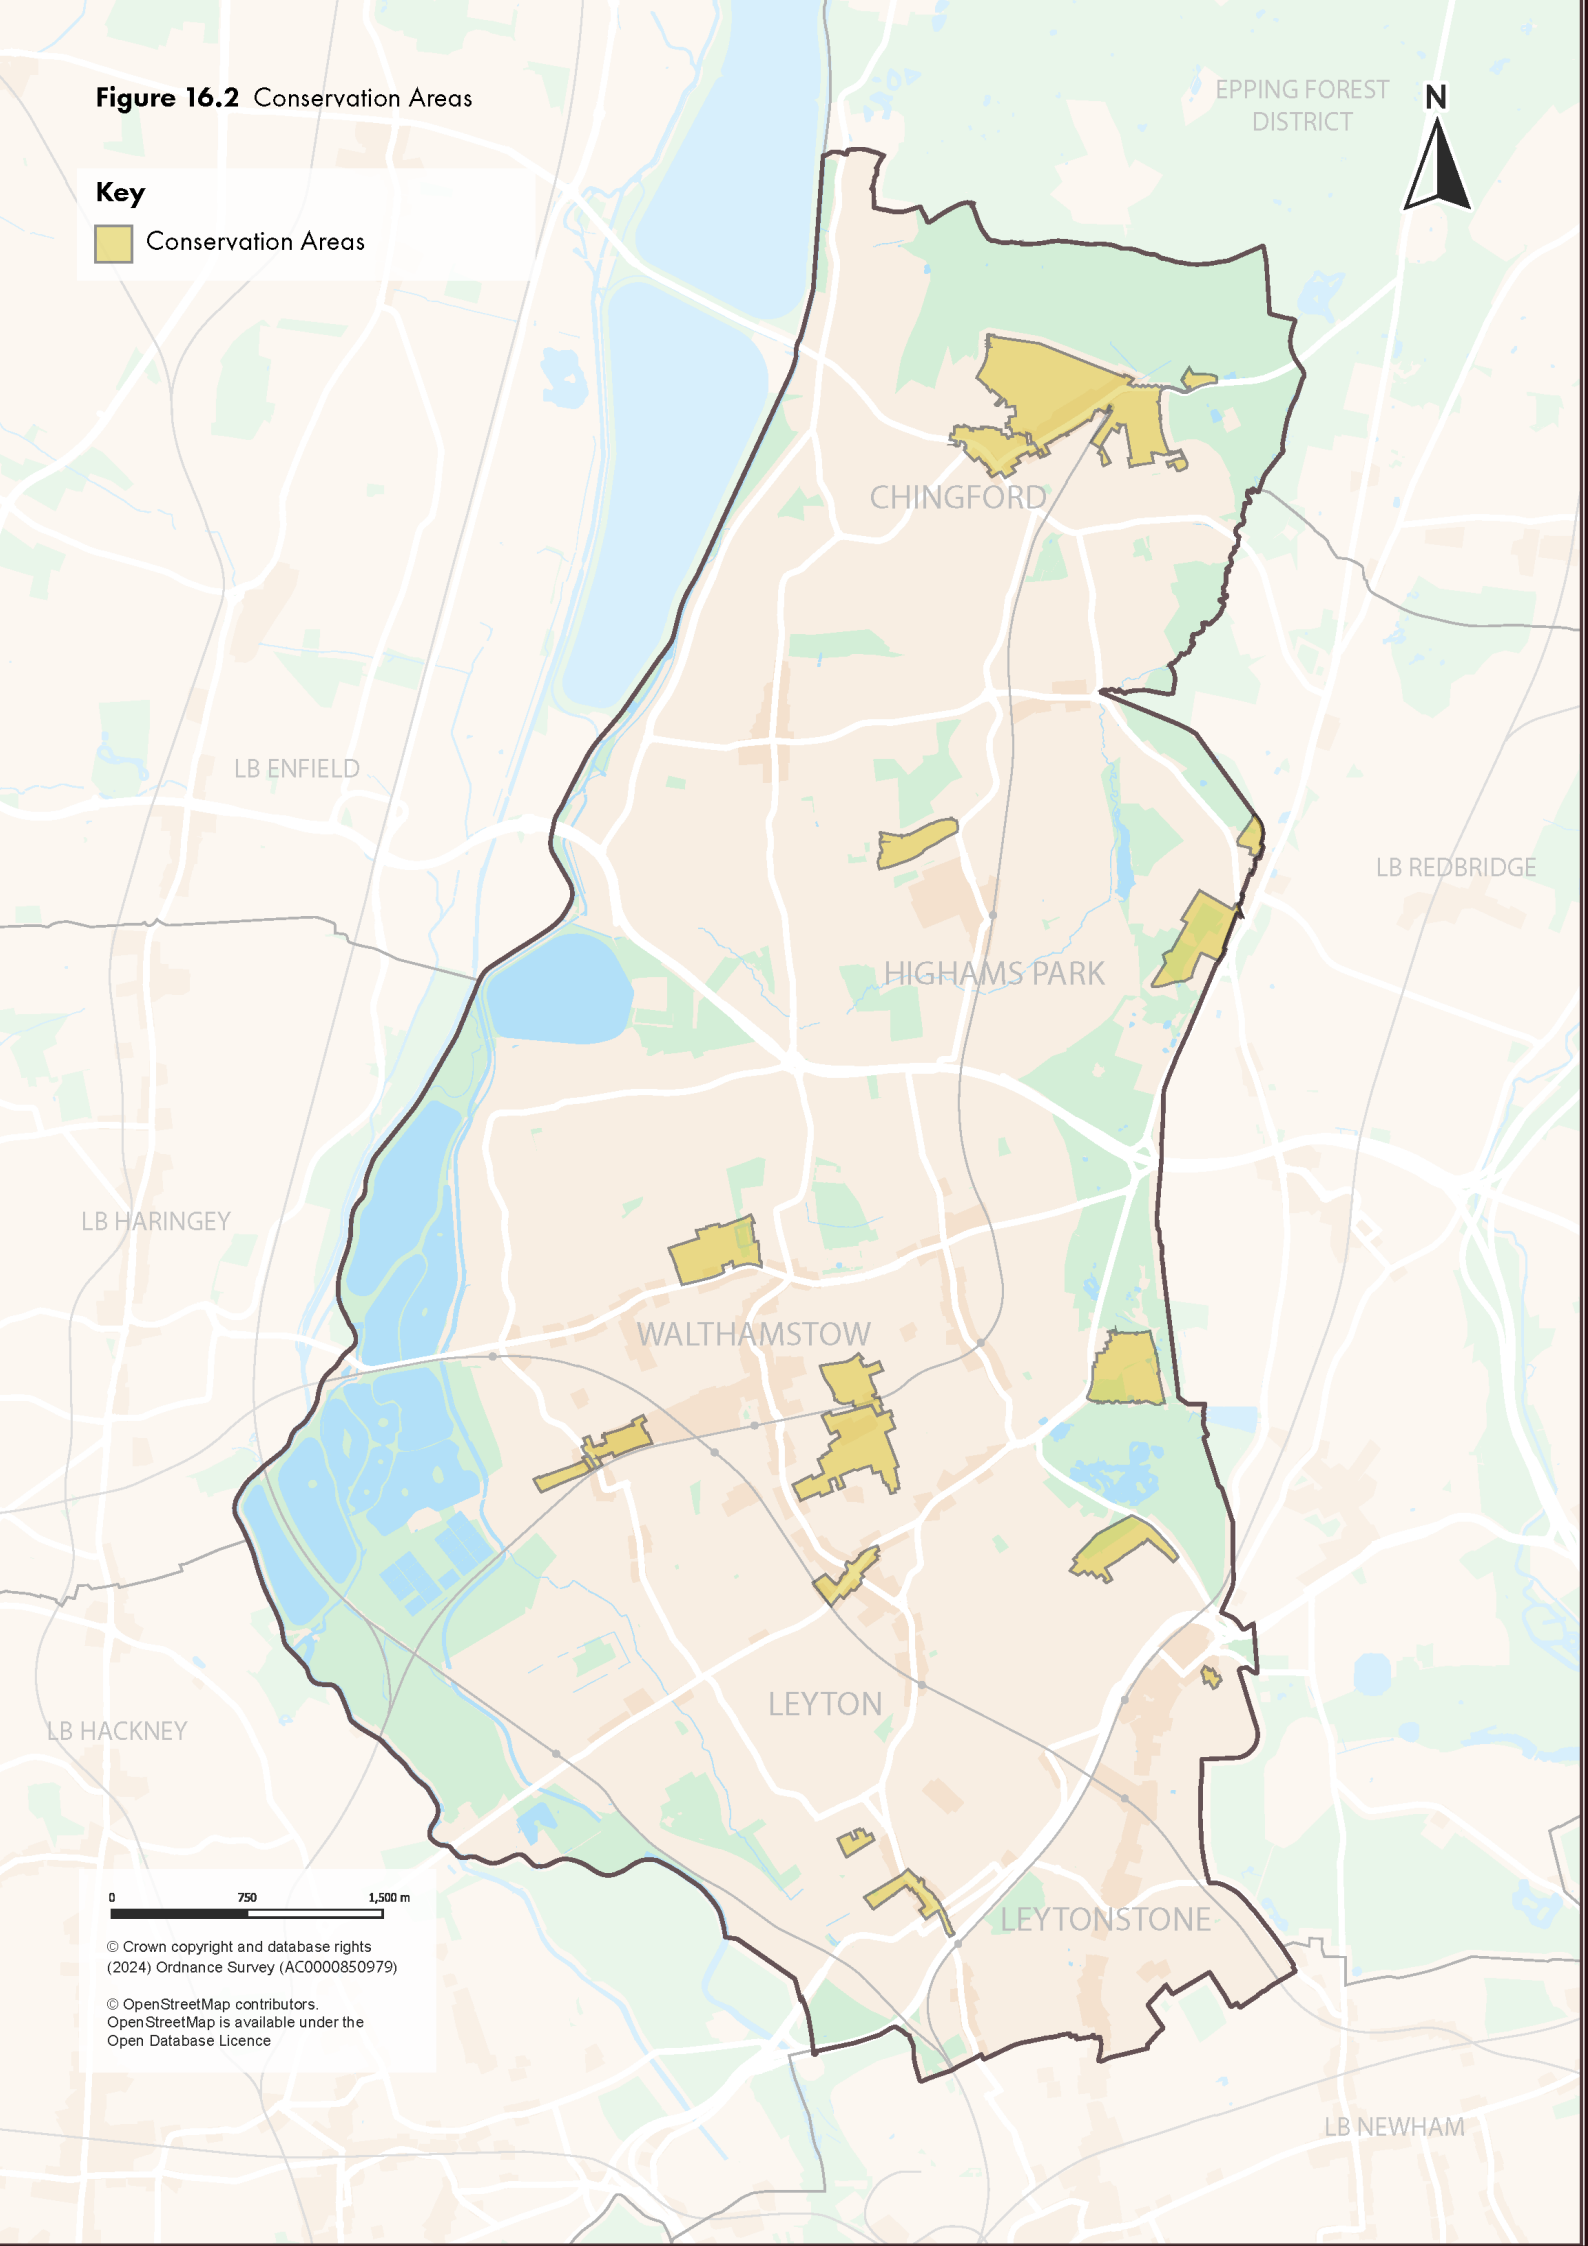 Figure 16.2 Conservation Areas
EPPING FOREST
DISTRICT
N
Key
Conservation Areas
CHINGFORD
LB ENFIELD
LB REDBRIDGE
HIGHAMS PARK
LB HARINGEY
WALTHAMSTOW
LEYTON
LB HACKNEY
0 750 1,500 m
LEYTONSTONE
© Crown copyright and database rights
(2024) Ordnance Survey (AC0000850979)
© OpenStreetMap contributors.
OpenStreetMap is available under the
Open Database Licence
LB NEWHAM